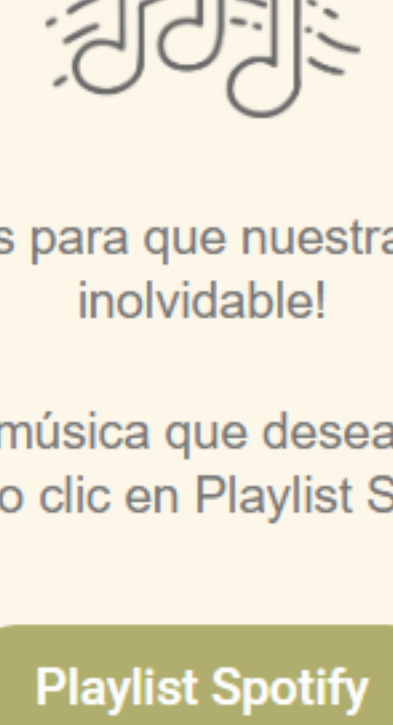 s para que nuestra
inolvidable!
música que desea
o clic en Playlist S
Playlist Spotify